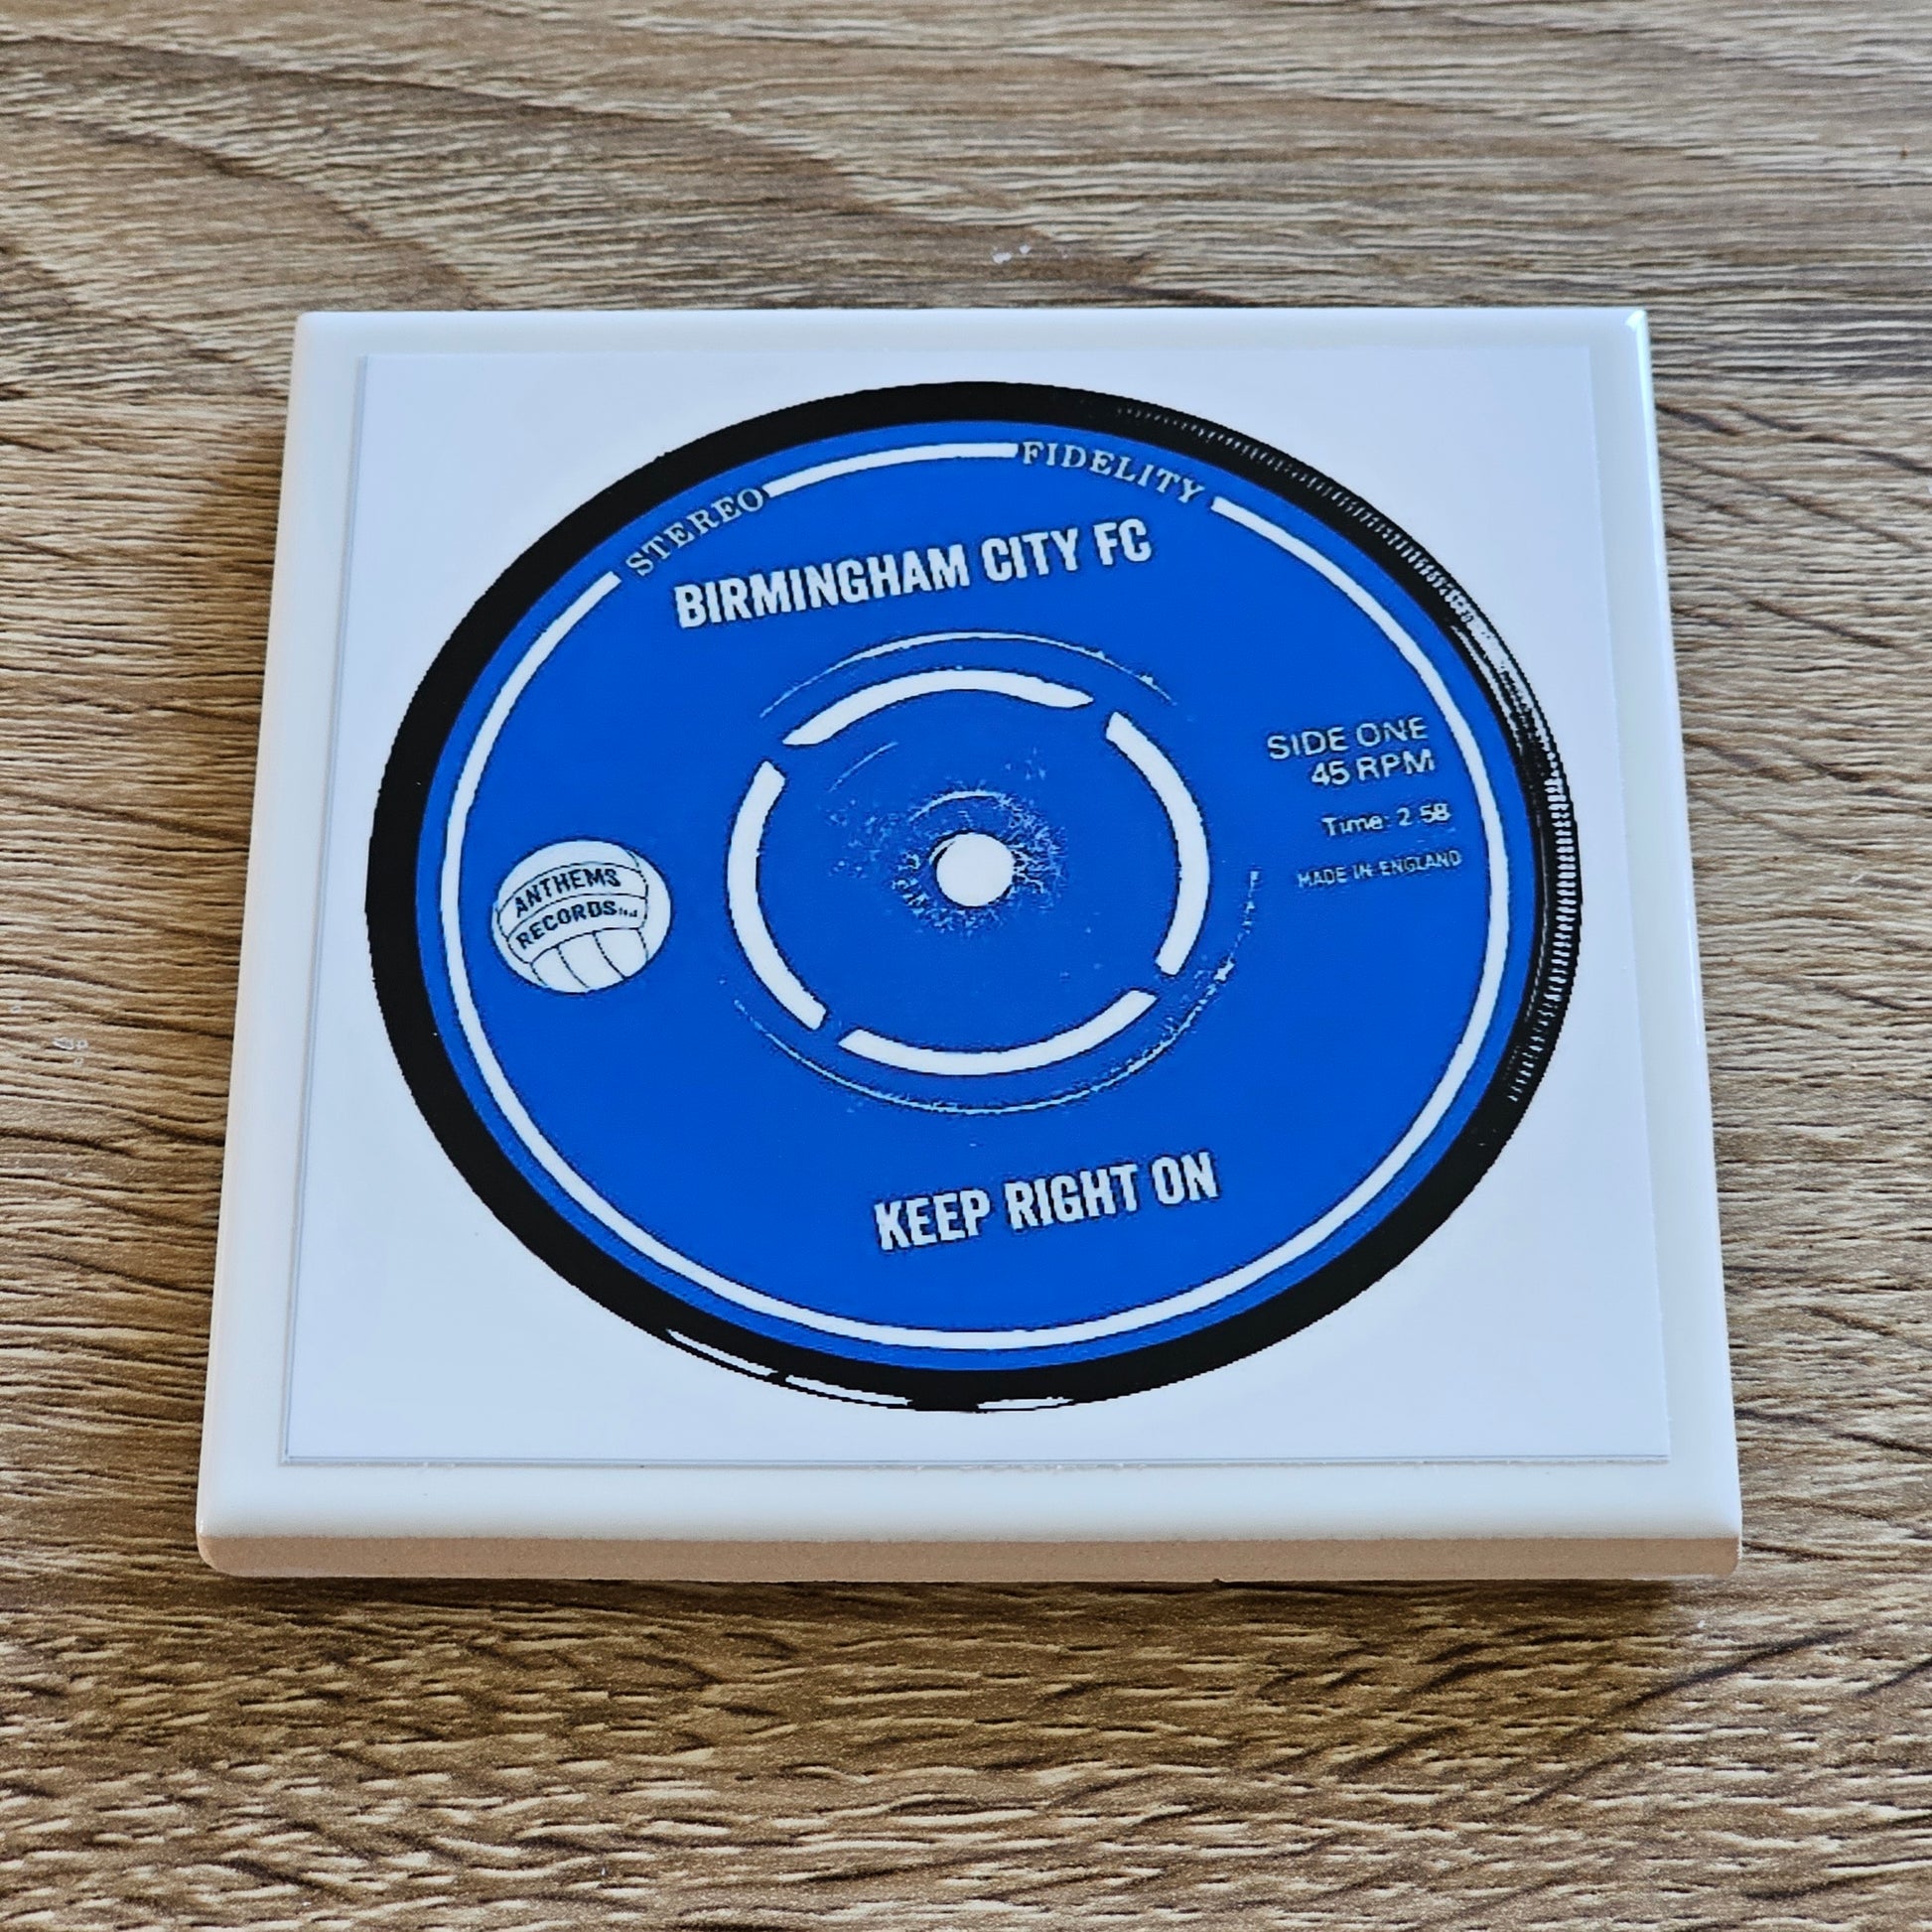 STEREO FIDELITY
BIRMINGHAM CITY FC
SIDE ONE
45 RPM
Time: 2.58
MADE IN ENGLAND
ANTHEMS
RECORDS Ltd
KEEP RIGHT ON